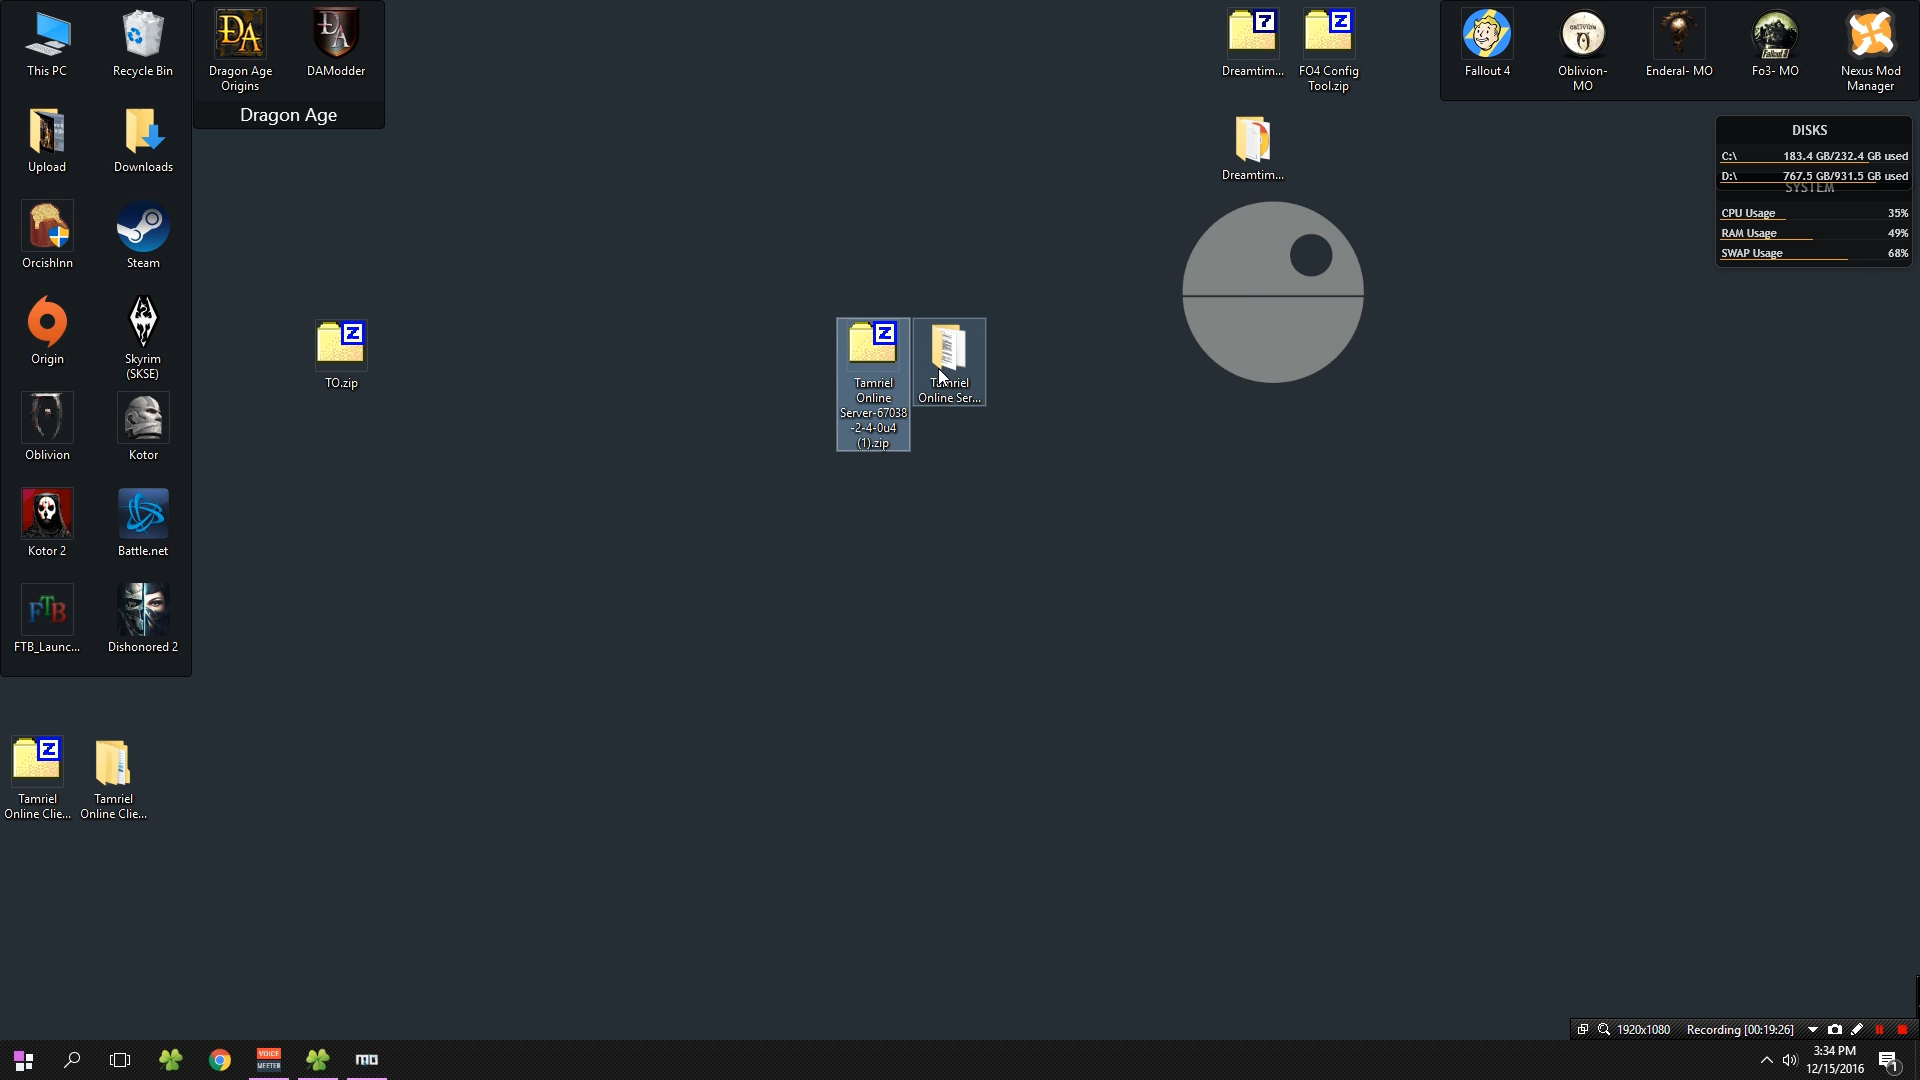 This PC
Recycle Bin
Dragon Age
Origins
DAModder
Dragon Age
Upload
Downloads
OrcishInn
Steam
Origin
Skyrim
(SKSE)
Oblivion
Kotor
Kotor 2
Battle.net
FTB_Launc...
Dishonored 2
Tamriel
Online Clie...
Tamriel
Online Clie...
TO.zip
Tamriel
Online
Server-67038
-2-4-0u4
(1).zip
Tamriel
Online Ser...
Dreamtim...
FO4 Config
Tool.zip
Dreamtim...
Fallout 4
Oblivion-
MO
Enderal- MO
Fo3- MO
Nexus Mod
Manager
DISKS
C:\ 183.4 GB/232.4 GB used
D:\ 767.5 GB/931.5 GB used
SYSTEM
CPU Usage 35%
RAM Usage 49%
SWAP Usage 68%
1920x1080 Recording [00:19:26]
VOICE
MEETER
MO
3:34 PM
12/15/2016
1